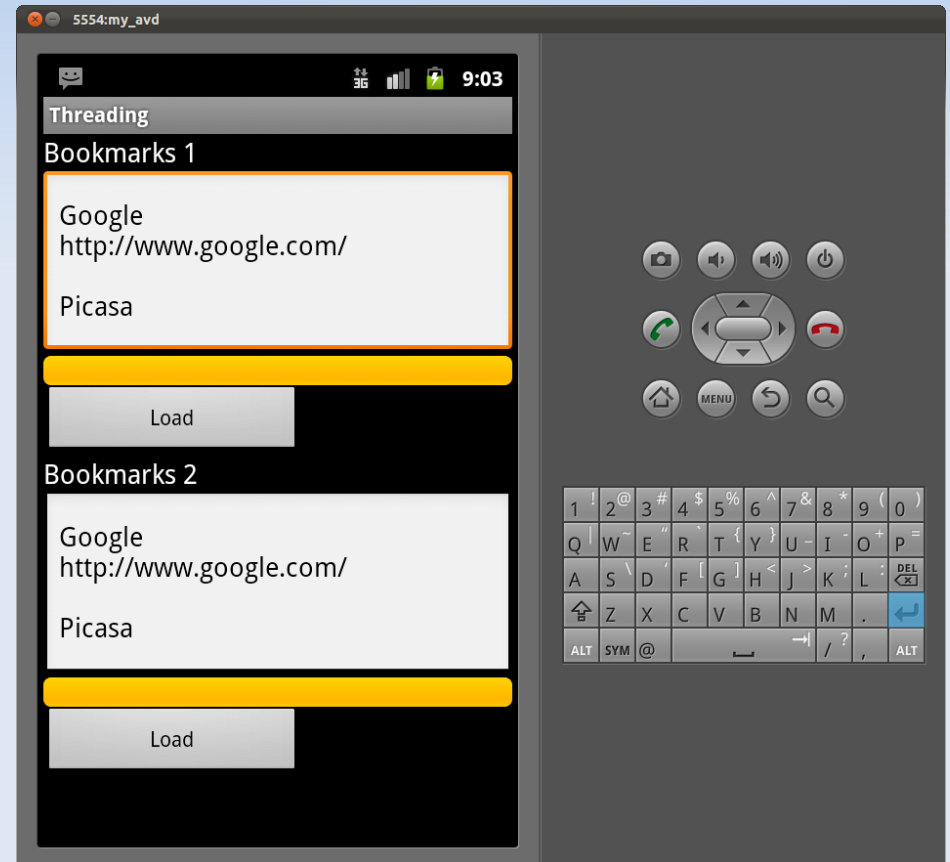 5554:my_avd
3G 9:03
Threading
Bookmarks 1
Google
http://www.google.com/
Picasa
Load
Bookmarks 2
Google
http://www.google.com/
Picasa
Load
MENU
1 ! 2 @ 3 # 4 $ 5 % 6 ^ 7 & 8 * 9 ( 0 )
Q | W ~ E " R ` T { Y } U _ I - O + P =
A S \ D ' F [ G ] H < J > K ; L : DEL
Z X C V B N M .
ALT SYM @ / ? , ALT